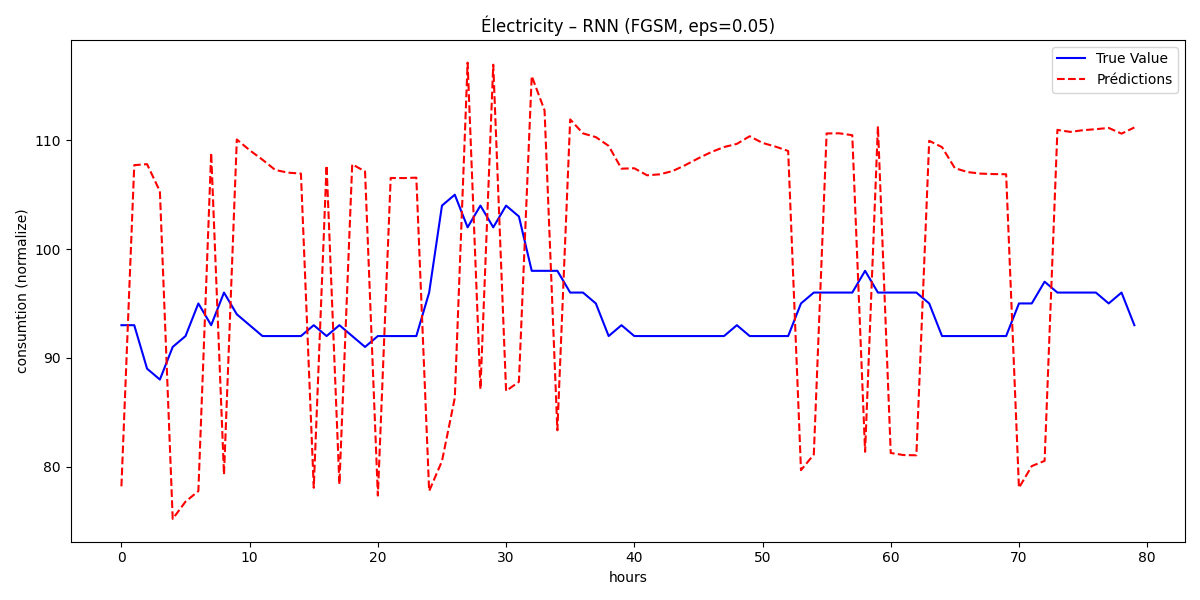 Électricity – RNN (FGSM, eps=0.05)
True Value
Prédictions
consumtion (normalize)
110
100
90
80
0 10 20 30 40 50 60 70 80
hours